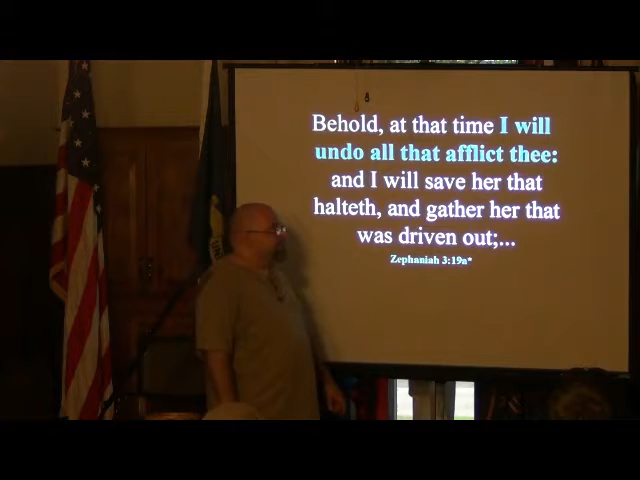 Behold, at that time I will
undo all that afflict thee:
and I will save her that
halteth, and gather her that
was driven out;...
Zephaniah 3:19a*